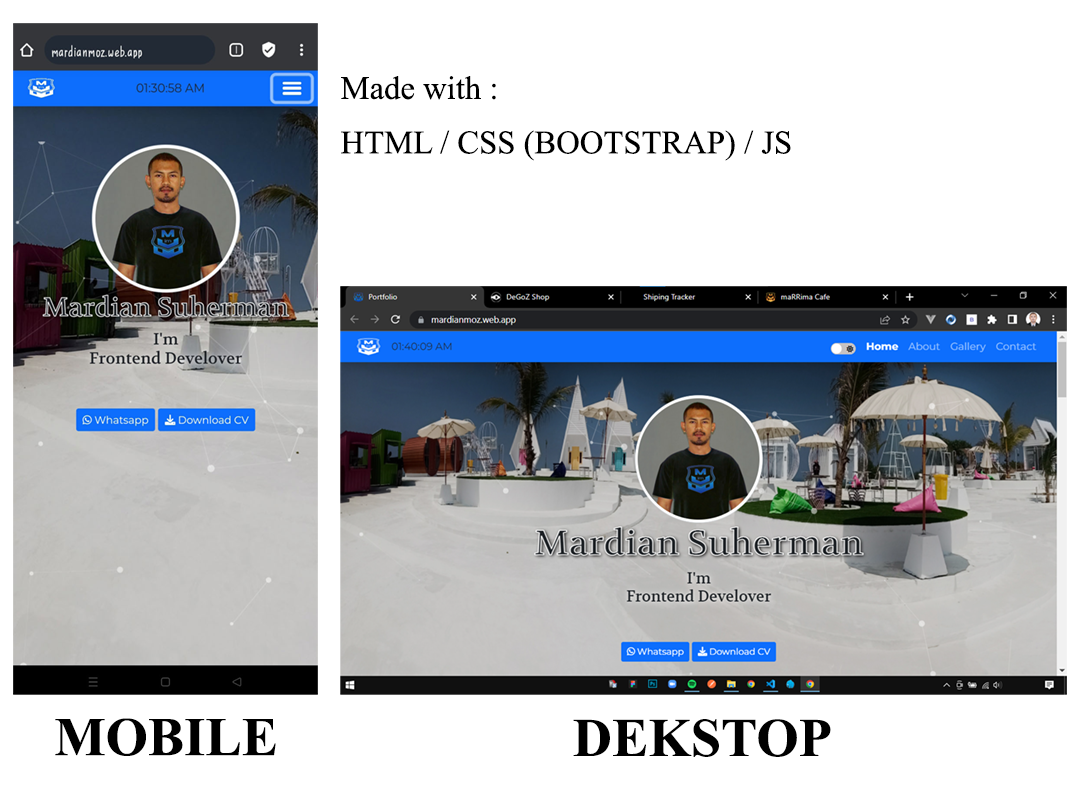 mardianmoz.web.app
01:30:58 AM
Mardian Suherman
I'm
Frontend Develover
Whatsapp
Download CV
MOBILE
Made with :
HTML / CSS (BOOTSTRAP) / JS
Portfolio
DeGoZ Shop
Shiping Tracker
maRRima Cafe
mardianmoz.web.app
01:40:09 AM
Home
About
Gallery
Contact
Mardian Suherman
I'm
Frontend Develover
Whatsapp
Download CV
DEKSTOP